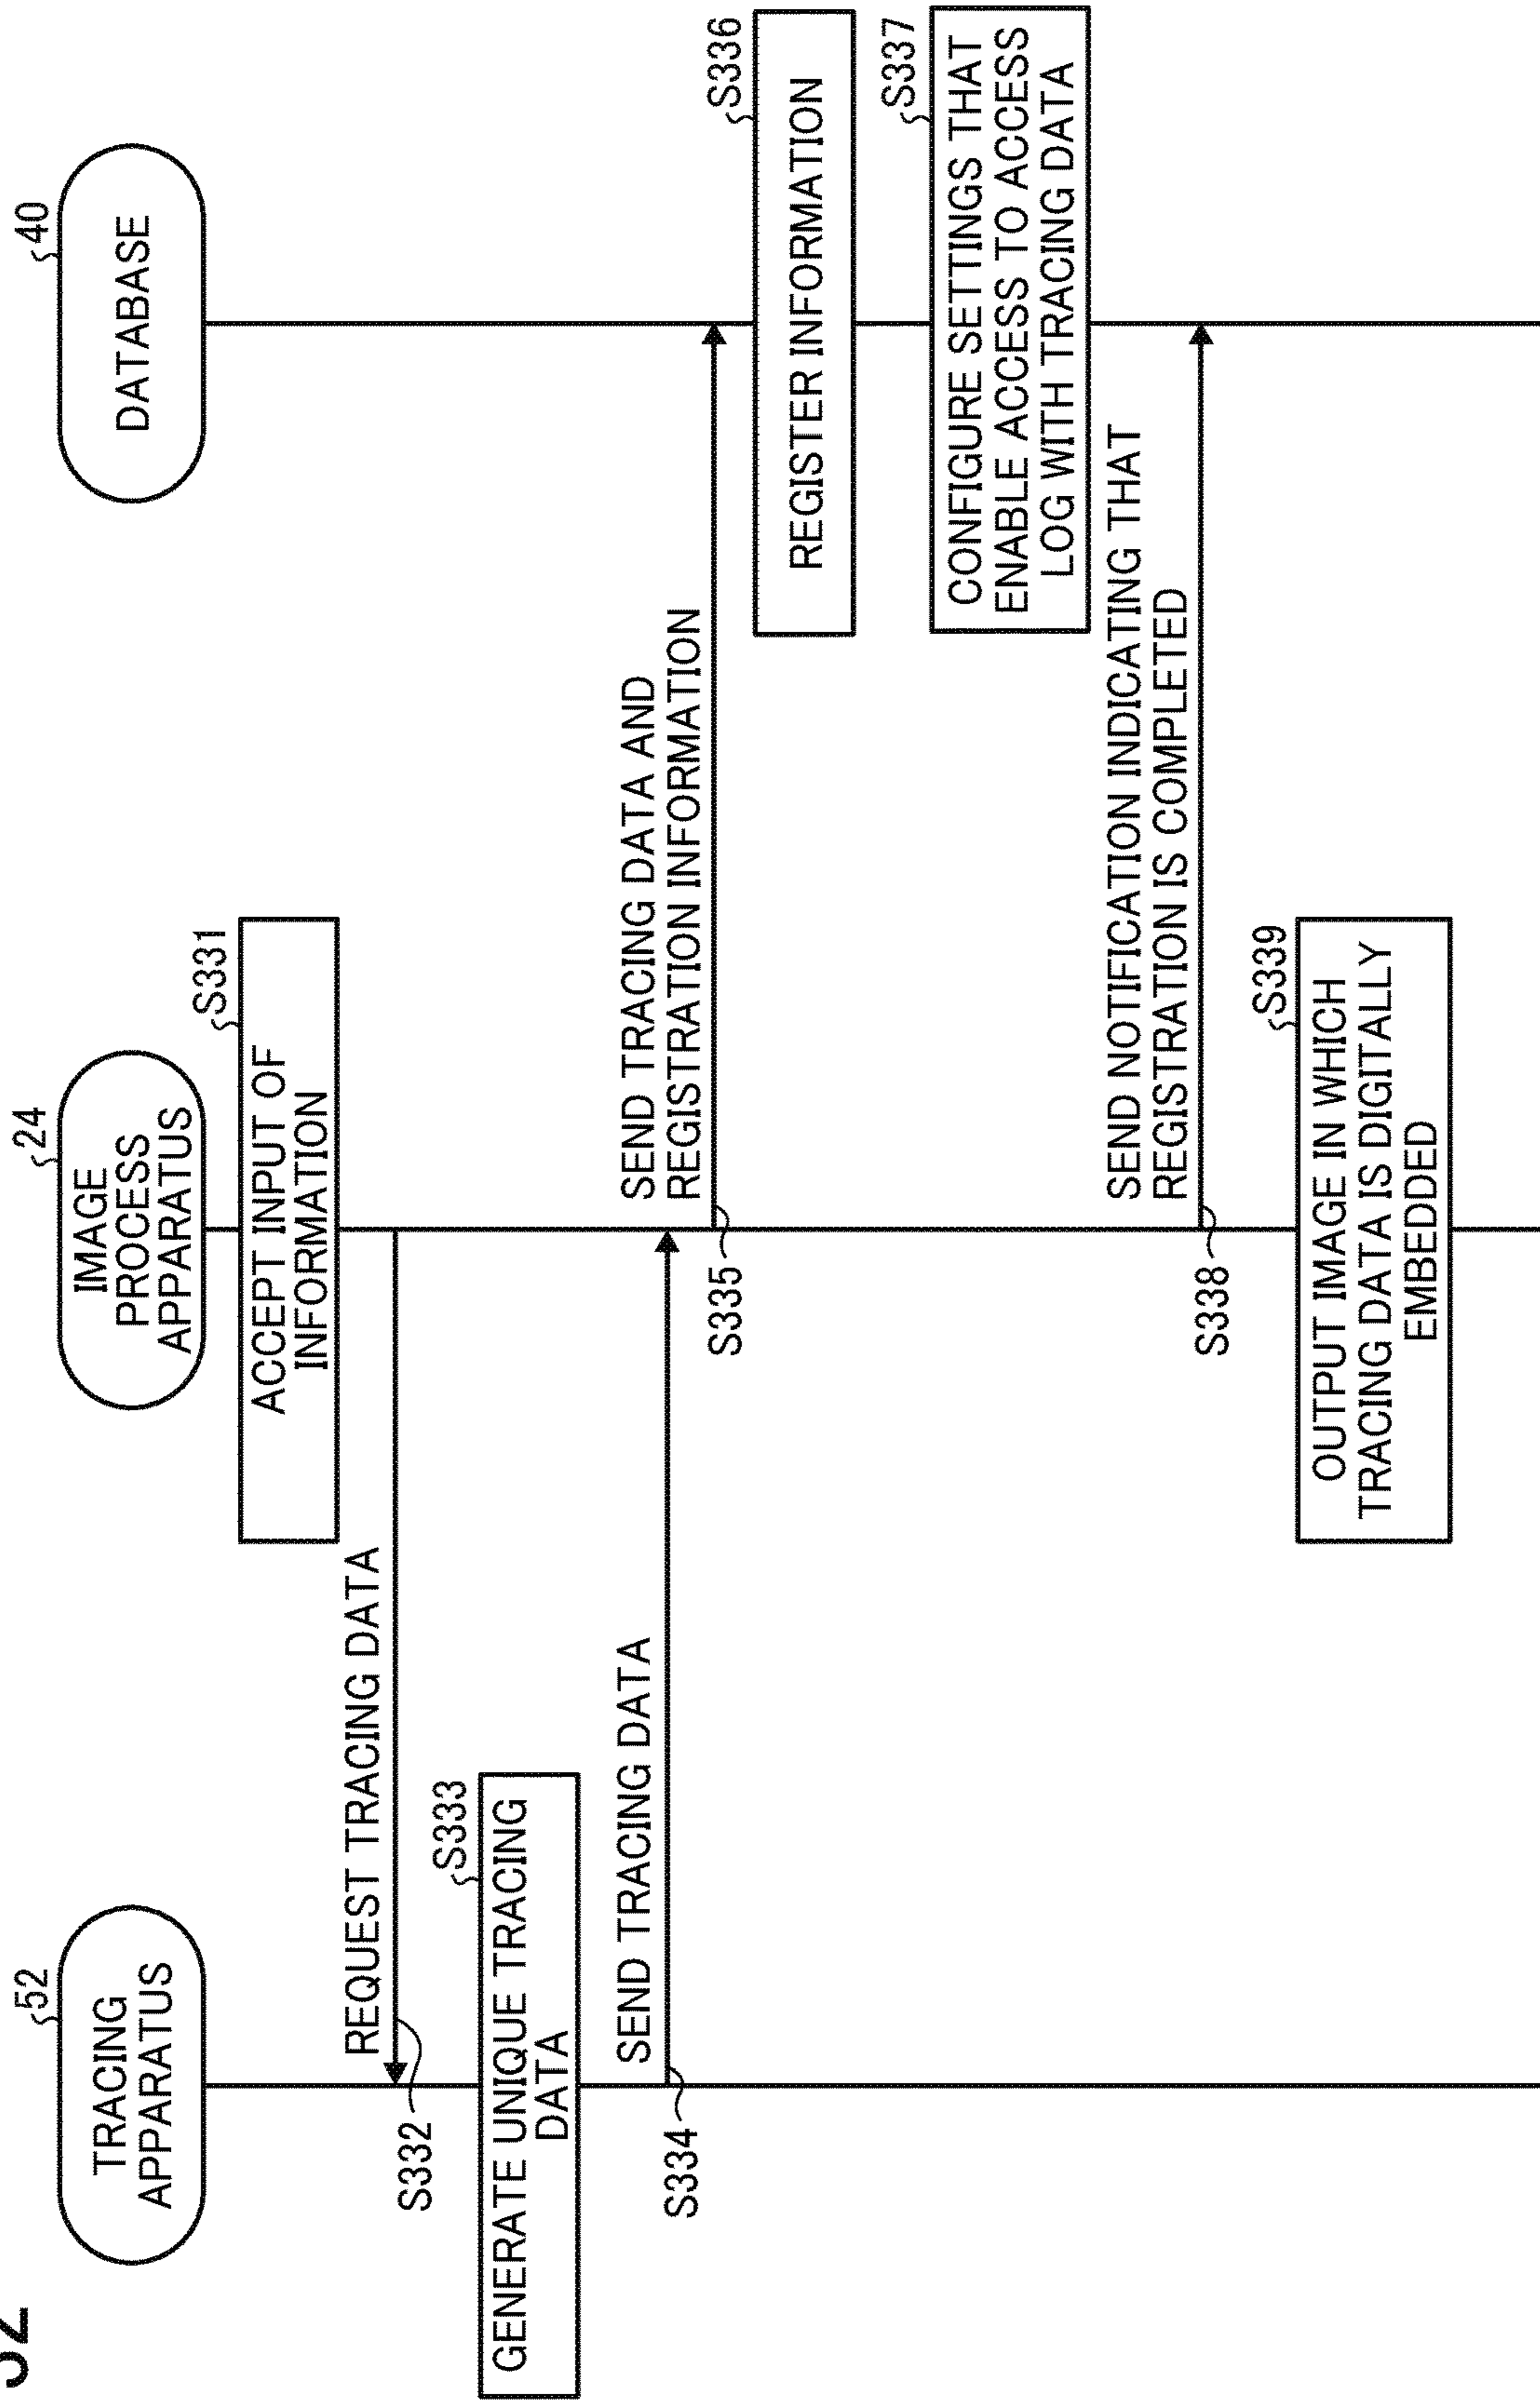 52
TRACING
APPARATUS
24
IMAGE
PROCESS
APPARATUS
40
DATABASE
S331
ACCEPT INPUT OF
INFORMATION
REQUEST TRACING DATA
S332
S333
GENERATE UNIQUE TRACING
DATA
SEND TRACING DATA
S334
SEND TRACING DATA AND
REGISTRATION INFORMATION
S335
S336
REGISTER INFORMATION
S337
CONFIGURE SETTINGS THAT
ENABLE ACCESS TO ACCESS
LOG WITH TRACING DATA
SEND NOTIFICATION INDICATING THAT
REGISTRATION IS COMPLETED
S338
S339
OUTPUT IMAGE IN WHICH
TRACING DATA IS DIGITALLY
EMBEDDED